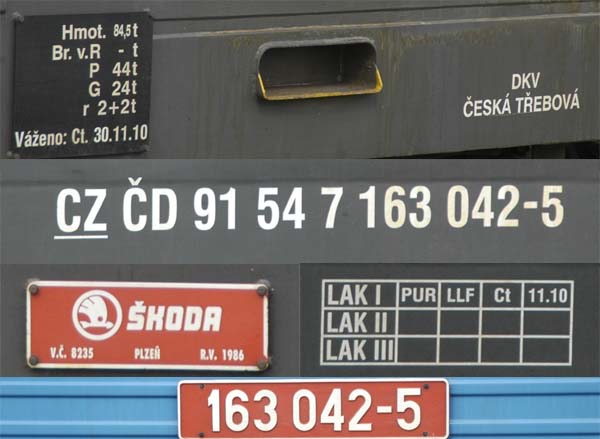 Hmot. 84,5t
Br. v.R - t
P 44t
G 24t
r 2+2t
Váženo: Ct. 30.11.10
DKV
ČESKÁ TŘEBOVÁ
CZ ČD 91 54 7 163 042-5
ŠKODA
V.Č. 8235 PLZEŇ R.V. 1986
LAK I PUR LLF Ct 11.10
LAK II
LAK III
163 042-5